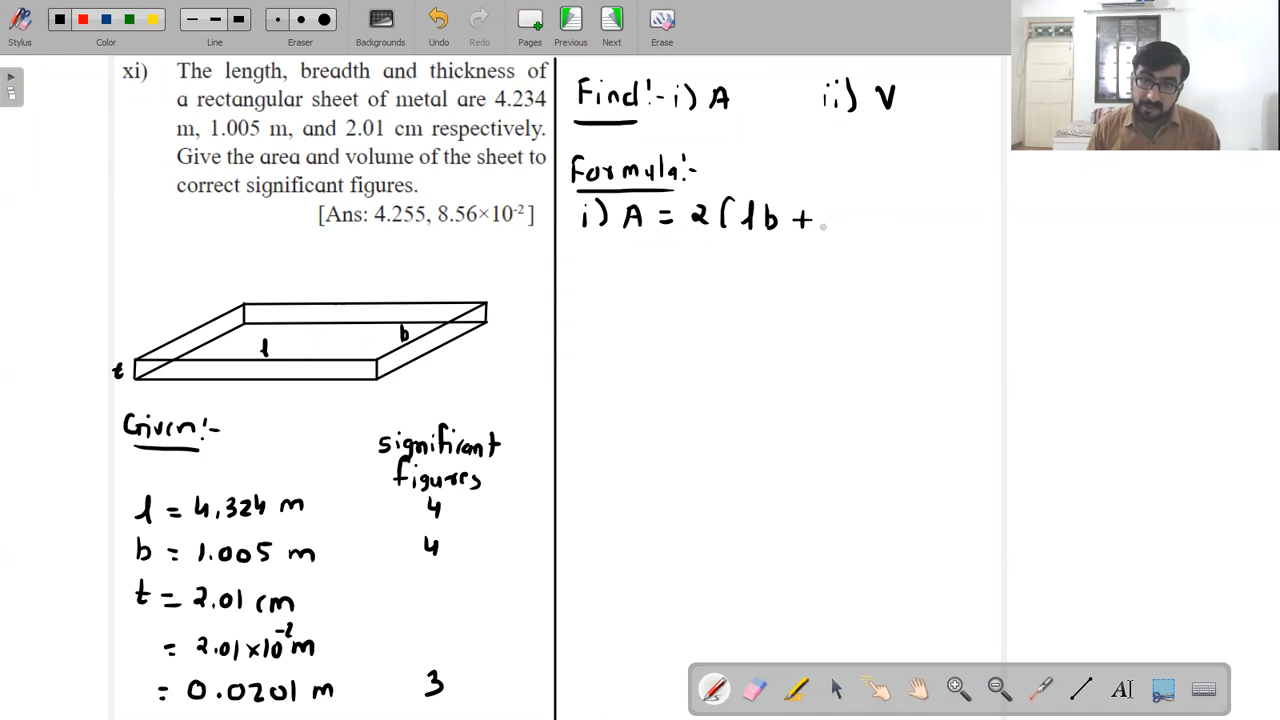 Stylus
Color
Line
Eraser
Backgrounds
Undo
Redo
Pages
Previous
Next
Erase
xi) The length, breadth and thickness of
a rectangular sheet of metal are 4.234
m, 1.005 m, and 2.01 cm respectively.
Give the area and volume of the sheet to
correct significant figures.
[Ans: 4.255, 8.56×10-2]
t
l
b
Given:-
significant
figures
l = 4.324 m 4
b = 1.005 m 4
t = 2.01 cm
= 2.01×10-2 m
= 0.0201 m 3
Find:- i) A ii) V
Formula:-
i) A = 2(lb +
A